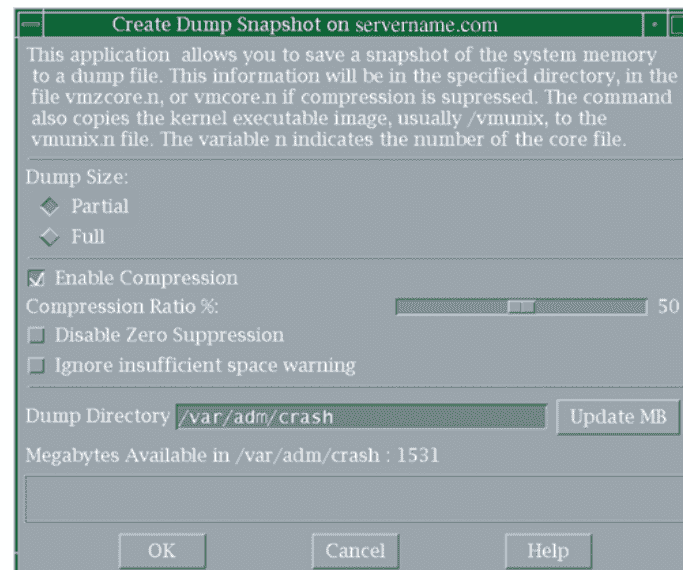 Create Dump Snapshot on servername.com
This application allows you to save a snapshot of the system memory
to a dump file. This information will be in the specified directory, in the
file vmzcore.n, or vmcore.n if compression is supressed. The command
also copies the kernel executable image, usually /vmunix, to the
vmunix.n file. The variable n indicates the number of the core file.
Dump Size:
Partial
Full
Enable Compression
Compression Ratio %: 50
Disable Zero Suppression
Ignore insufficient space warning
Dump Directory /var/adm/crash Update MB
Megabytes Available in /var/adm/crash : 1531
OK Cancel Help